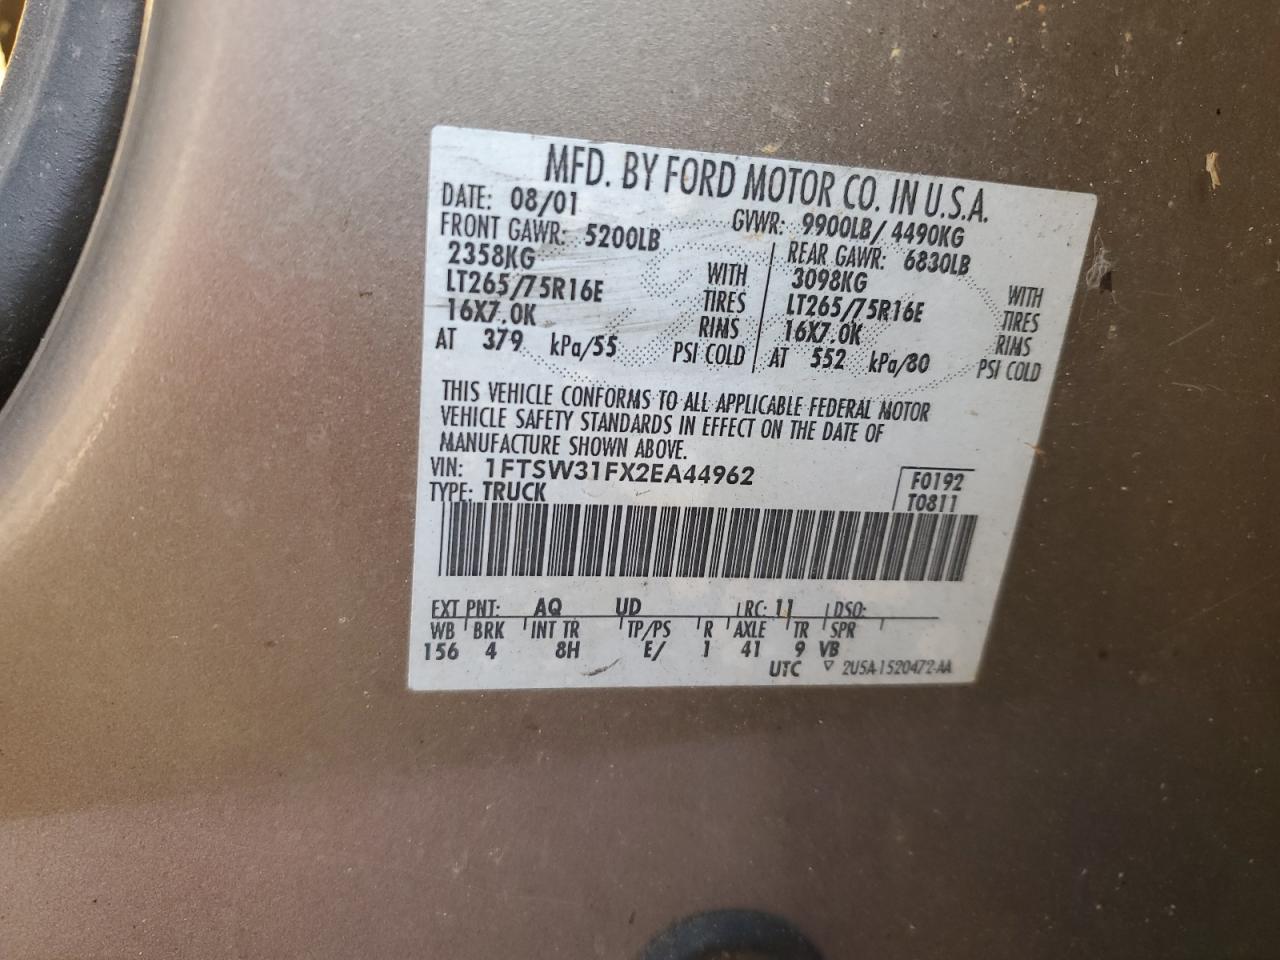 MFD. BY FORD MOTOR CO. IN U.S.A.
DATE: 08/01 GVWR: 9900LB/ 4490KG
FRONT GAWR: 5200LB REAR GAWR: 6830LB
2358KG WITH 3098KG WITH
LT265/75R16E TIRES LT265/75R16E TIRES
16X7.0K RIMS 16X7.0K RIMS
AT 379 kPa/55 PSI COLD AT 552 kPa/80 PSI COLD
THIS VEHICLE CONFORMS TO ALL APPLICABLE FEDERAL MOTOR
VEHICLE SAFETY STANDARDS IN EFFECT ON THE DATE OF
MANUFACTURE SHOWN ABOVE.
VIN: 1FTSW31FX2EA44962 F0192
TYPE: TRUCK T0811
EXT PNT: AQ UD RC: 11 DSO:
WB BRK INT TR TP/PS R AXLE TR SPR
156 4 8H E/ 1 41 9 VB
UTC ▽ 2U5A-1520472-AA